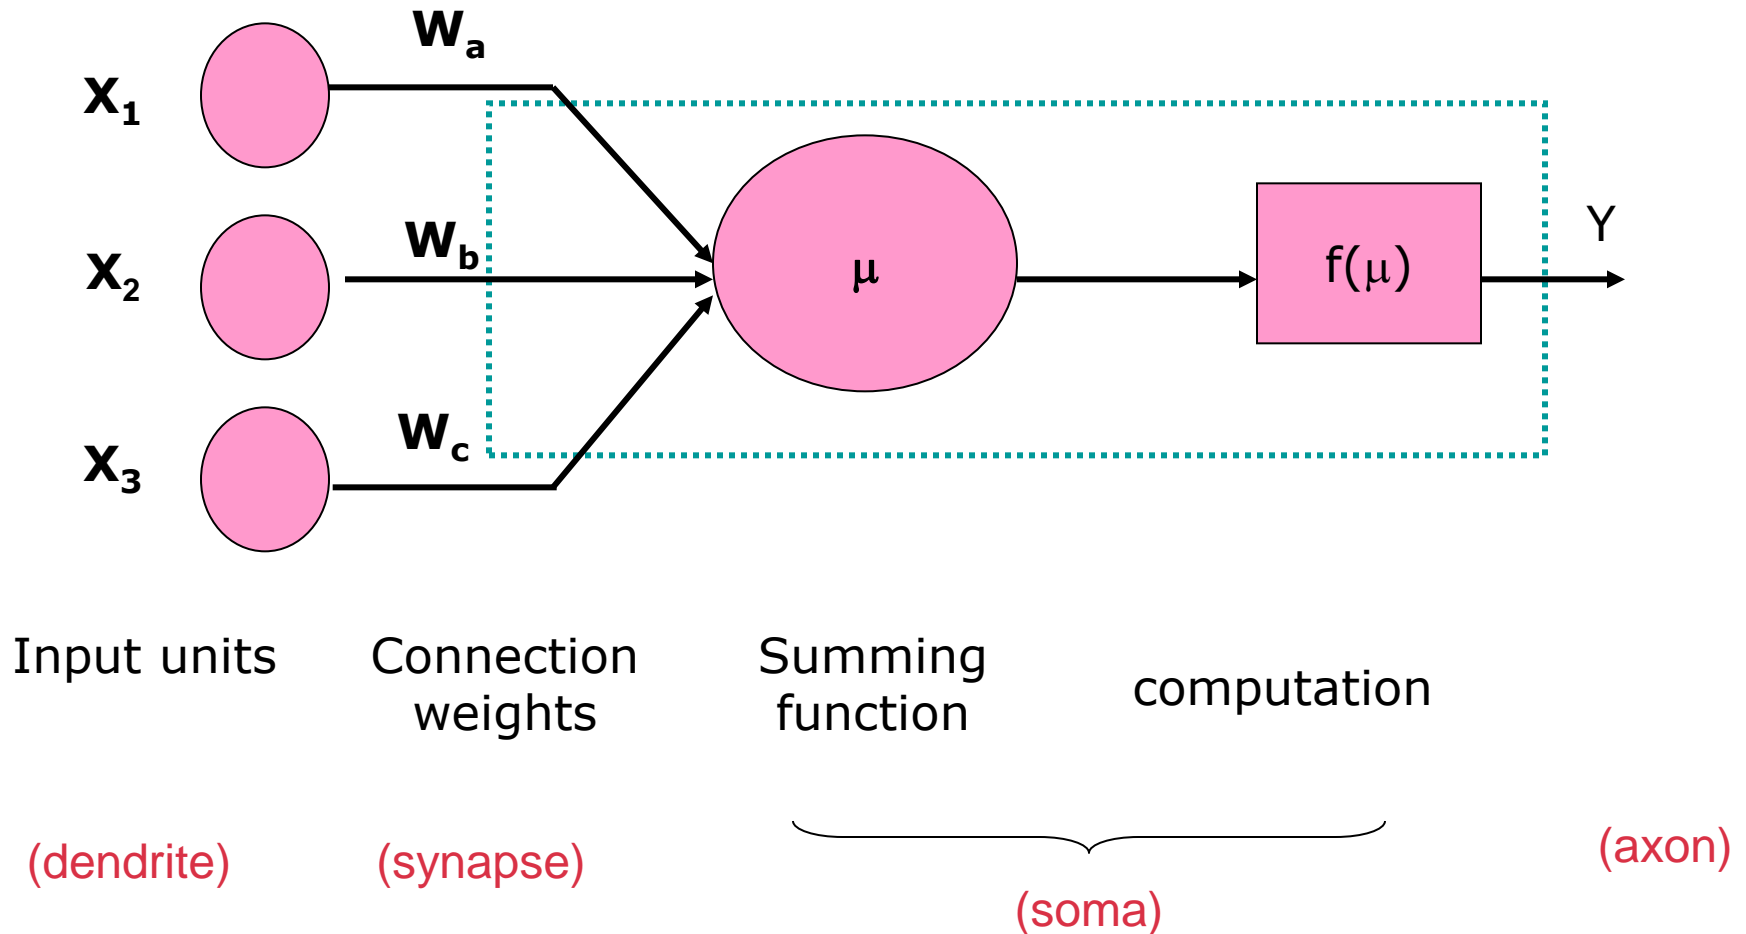 Wa
X1
Wb
X2
μ
f(μ)
Y
Wc
X3
Input units
Connection
weights
Summing
function
computation
(dendrite)
(synapse)
(soma)
(axon)